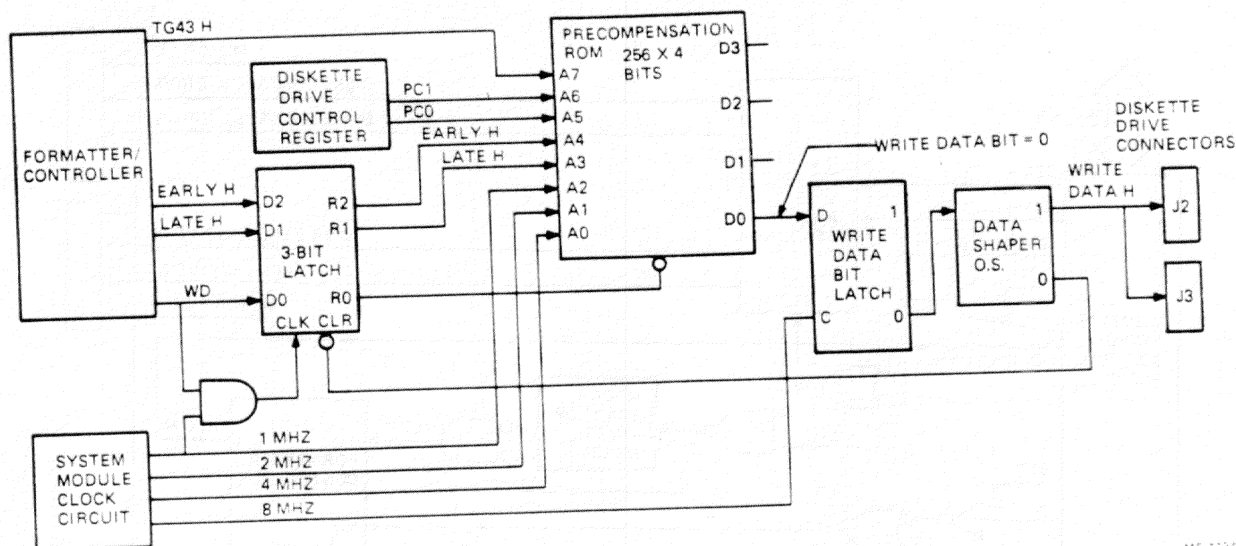 TG43 H
FORMATTER/
CONTROLLER
EARLY H
LATE H
WD
DISKETTE
DRIVE
CONTROL
REGISTER
PC1
PC0
EARLY H
LATE H
D2
D1
D0
R2
R1
R0
3-BIT
LATCH
CLK CLR
PRECOMPENSATION
ROM 256 X 4
BITS
A7
A6
A5
A4
A3
A2
A1
A0
D3
D2
D1
D0
WRITE DATA BIT = 0
D 1
WRITE
DATA
BIT
LATCH
C 0
DATA
SHAPER
O.S.
1
0
DISKETTE
DRIVE
CONNECTORS
WRITE
DATA H
J2
J3
SYSTEM
MODULE
CLOCK
CIRCUIT
1 MHZ
2 MHZ
4 MHZ
8 MHZ